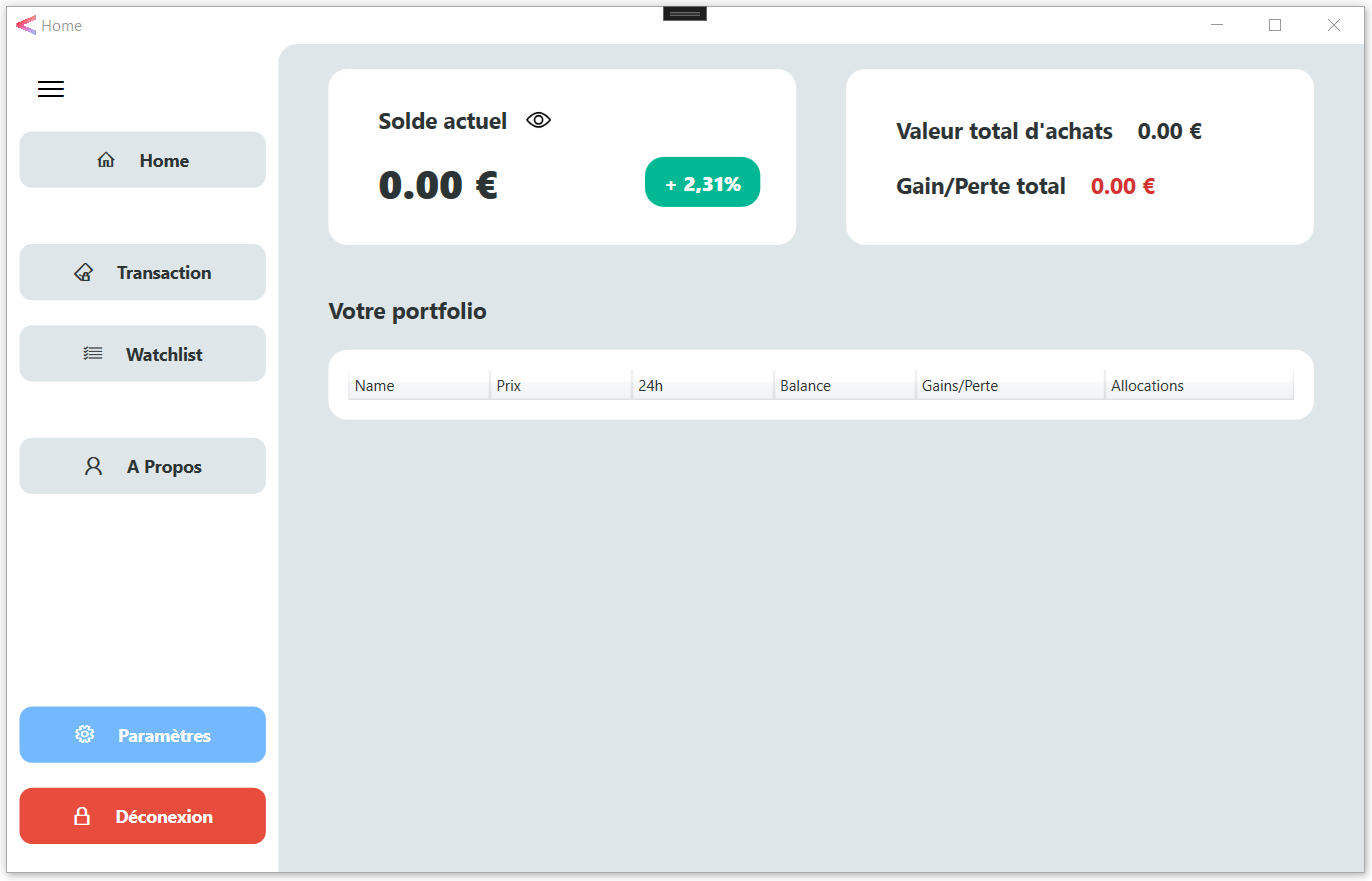 Home
Home
Transaction
Watchlist
A Propos
Paramètres
Déconexion
Solde actuel
0.00 €
+ 2,31%
Valeur total d'achats 0.00 €
Gain/Perte total 0.00 €
Votre portfolio
Name Prix 24h Balance Gains/Perte Allocations